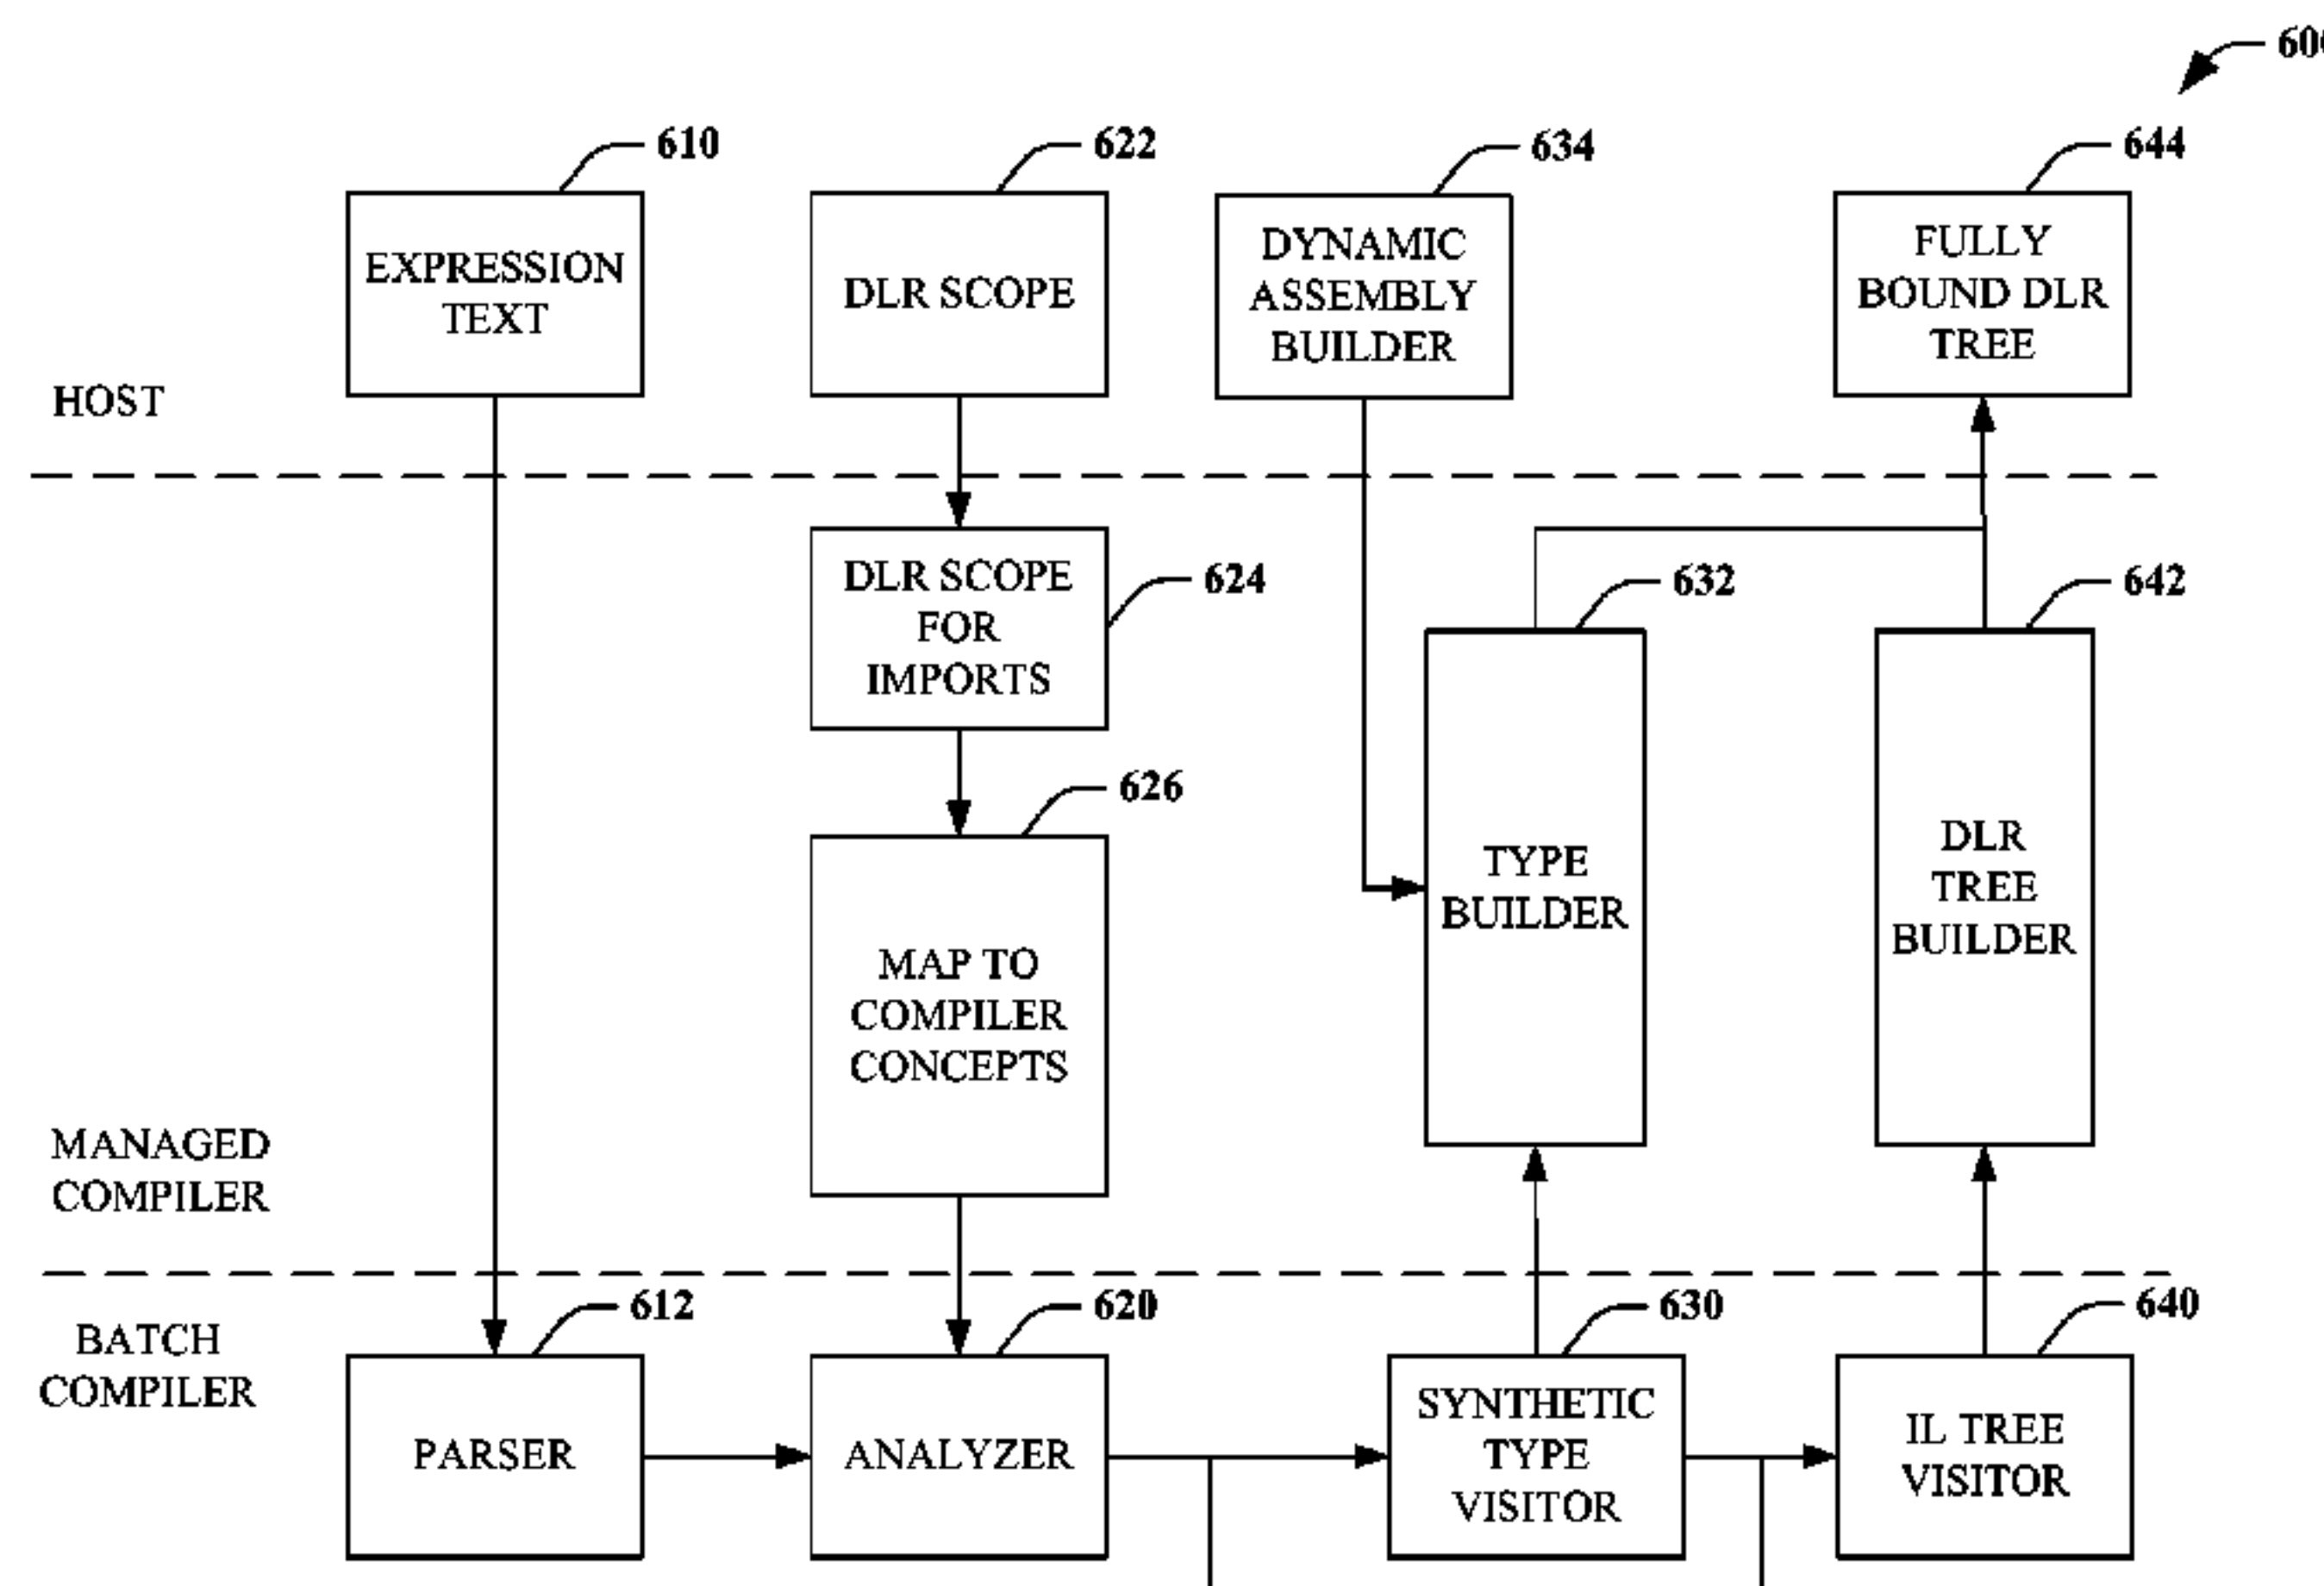 600
610
622
634
644
EXPRESSION
TEXT
DLR SCOPE
DYNAMIC
ASSEMBLY
BUILDER
FULLY
BOUND DLR
TREE
HOST
DLR SCOPE
FOR
IMPORTS
624
632
642
626
MAP TO
COMPILER
CONCEPTS
TYPE
BUILDER
DLR
TREE
BUILDER
MANAGED
COMPILER
BATCH
COMPILER
612
620
630
640
PARSER
ANALYZER
SYNTHETIC
TYPE
VISITOR
IL TREE
VISITOR